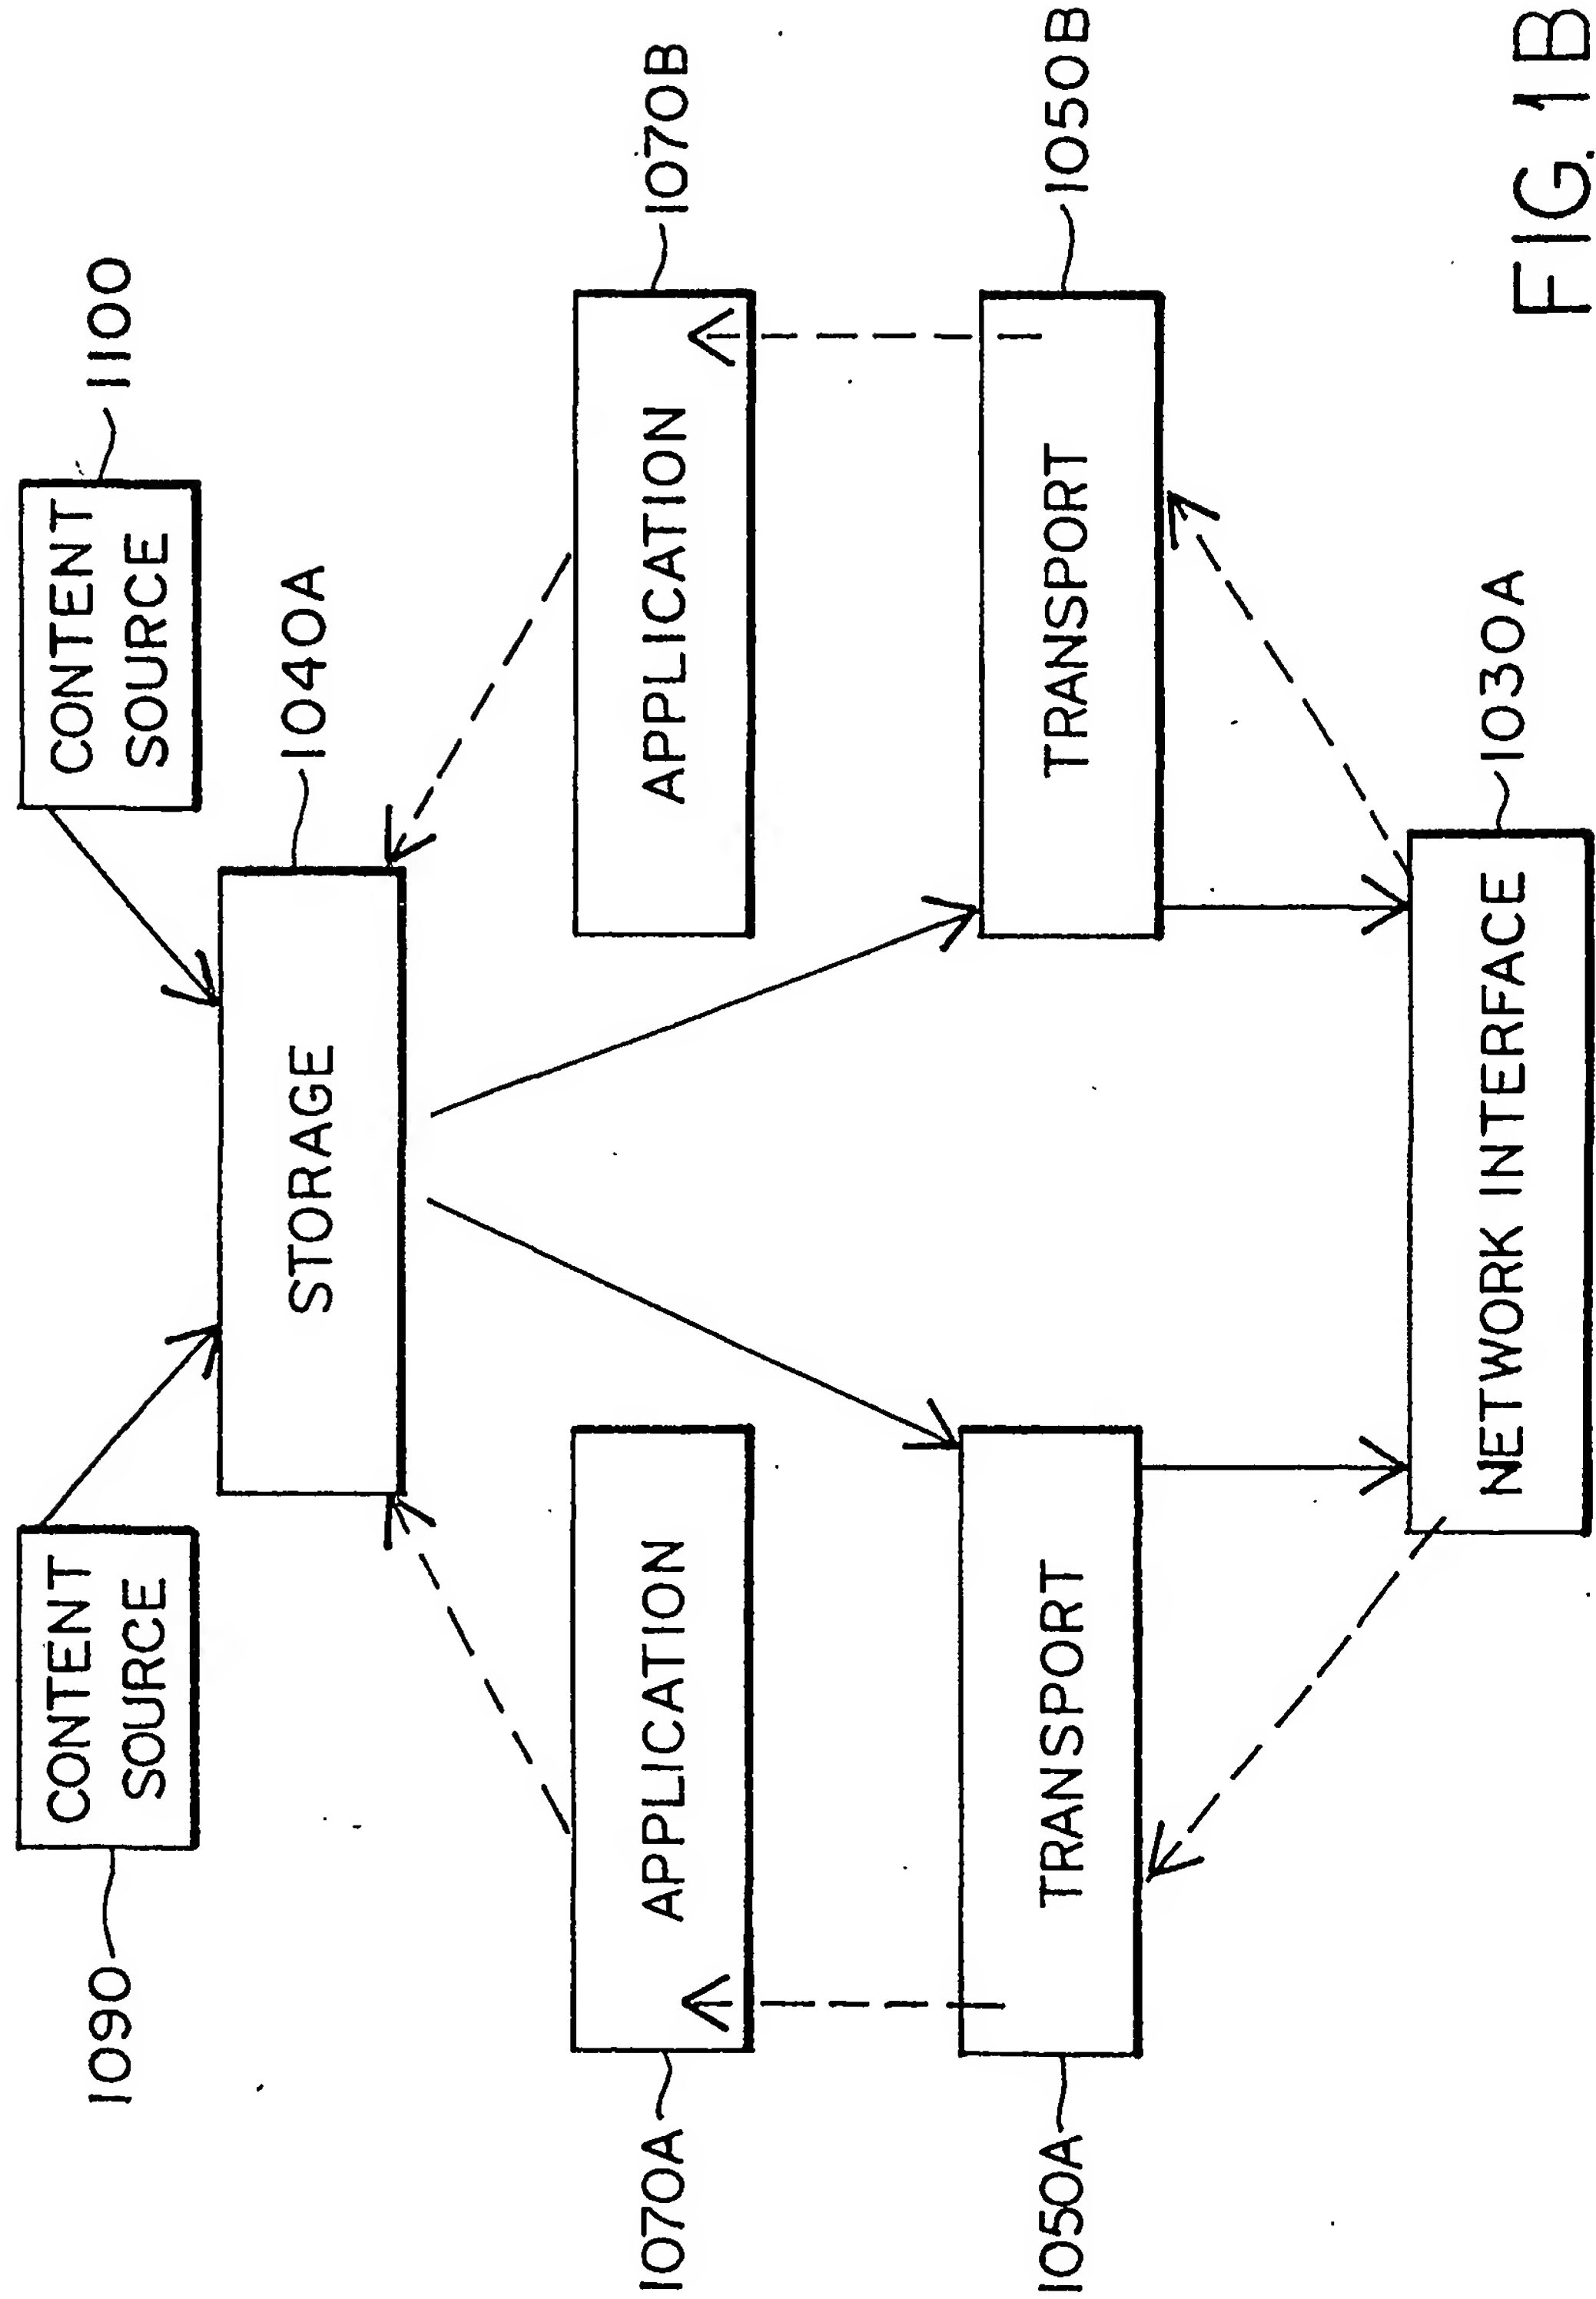 1090
CONTENT
SOURCE
CONTENT
SOURCE
1100
STORAGE
1040A
1070A
APPLICATION
APPLICATION
1070B
1050A
TRANSPORT
TRANSPORT
1050B
NETWORK INTERFACE
1030A
FIG. 1B